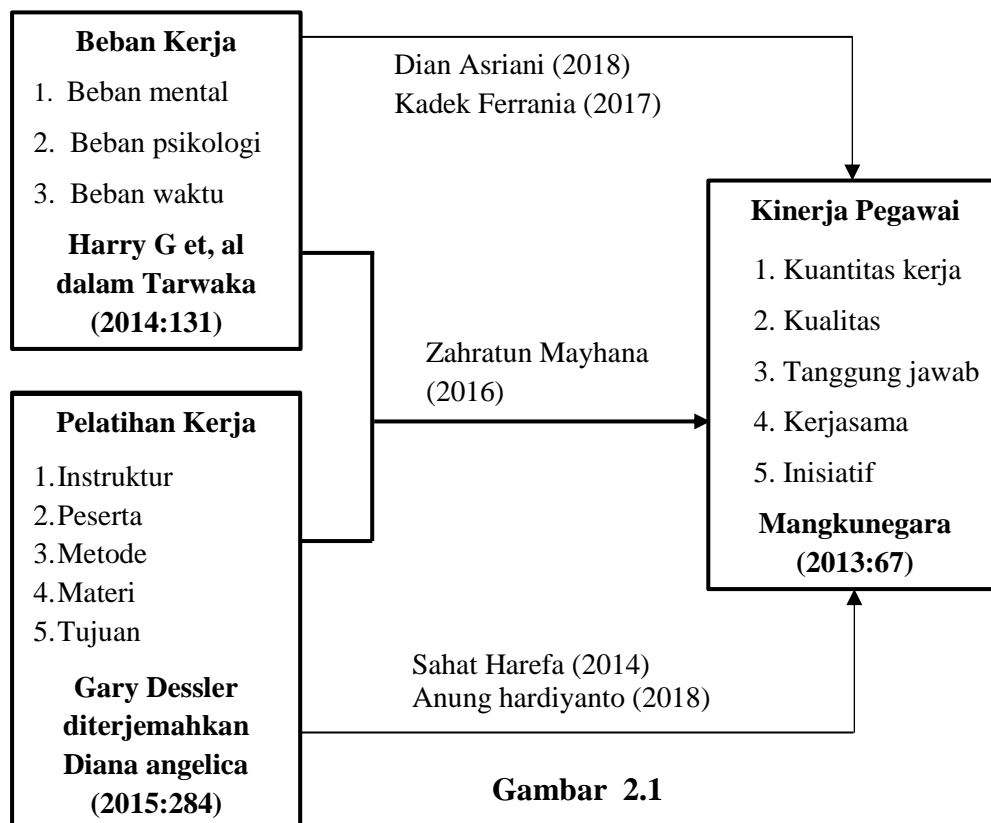 Beban Kerja
1. Beban mental
2. Beban psikologi
3. Beban waktu
Harry G et, al
dalam Tarwaka
(2014:131)
Dian Asriani (2018)
Kadek Ferrania (2017)
Zahratun Mayhana
(2016)
Kinerja Pegawai
1. Kuantitas kerja
2. Kualitas
3. Tanggung jawab
4. Kerjasama
5. Inisiatif
Mangkunegara
(2013:67)
Pelatihan Kerja
1. Instruktur
2. Peserta
3. Metode
4. Materi
5. Tujuan
Gary Dessler
diterjemahkan
Diana angelica
(2015:284)
Sahat Harefa (2014)
Anung hardiyanto (2018)
Gambar 2.1